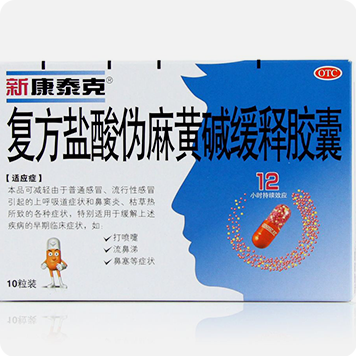 新康泰克®
OTC
复方盐酸伪麻黄碱缓释胶囊
【适应症】
本品可减轻由于普通感冒、流行性感冒
引起的上呼吸道症状和鼻窦炎、枯草热
所致的各种症状，特别适用于缓解上述
疾病的早期临床症状，如：
✓打喷嚏
✓流鼻涕
✓鼻塞等症状
12
小时持续效应
10粒装